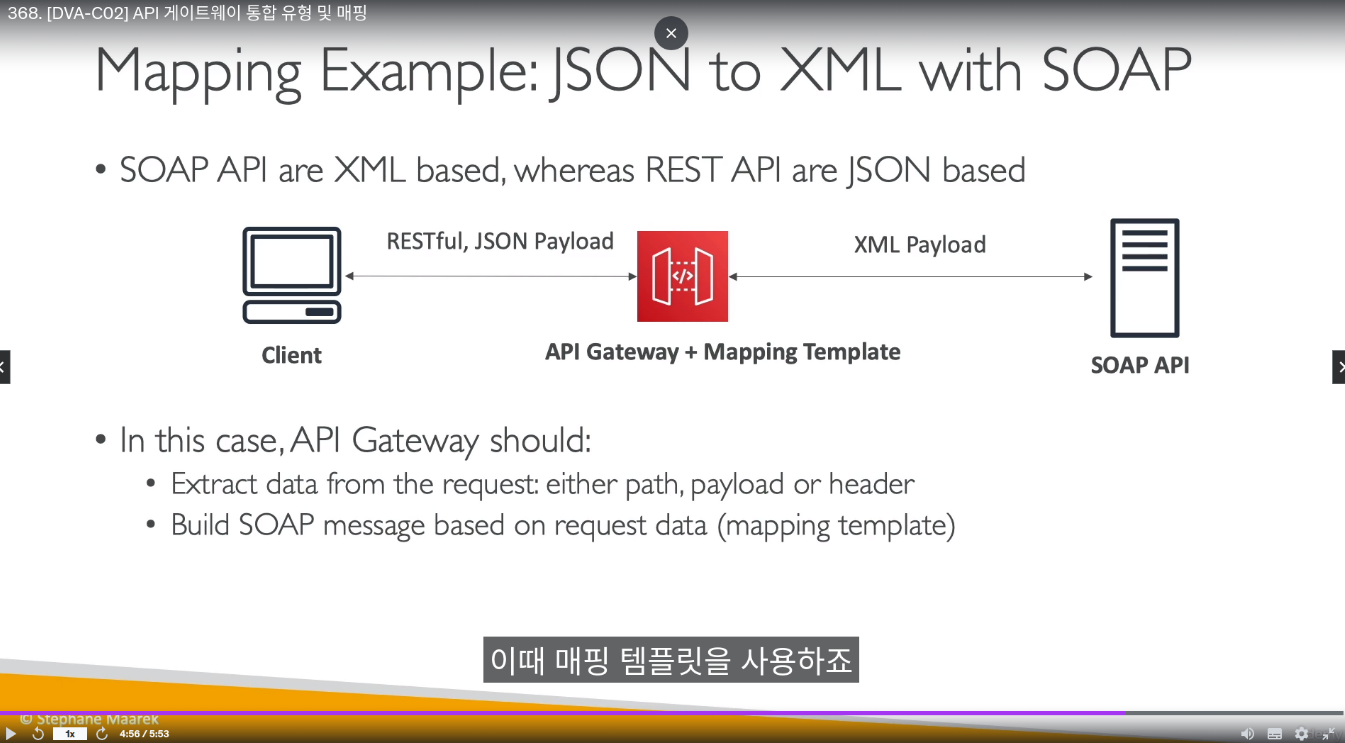 368. [DVA-C02] API 게이트웨이 통합 유형 및 매핑
Mapping Example: JSON to XML with SOAP
• SOAP API are XML based, whereas REST API are JSON based
RESTful, JSON Payload
XML Payload
Client
API Gateway + Mapping Template
SOAP API
• In this case, API Gateway should:
• Extract data from the request: either path, payload or header
• Build SOAP message based on request data (mapping template)
이때 매핑 템플릿을 사용하죠
© Stephane Maarek
1x
4:56 / 5:53